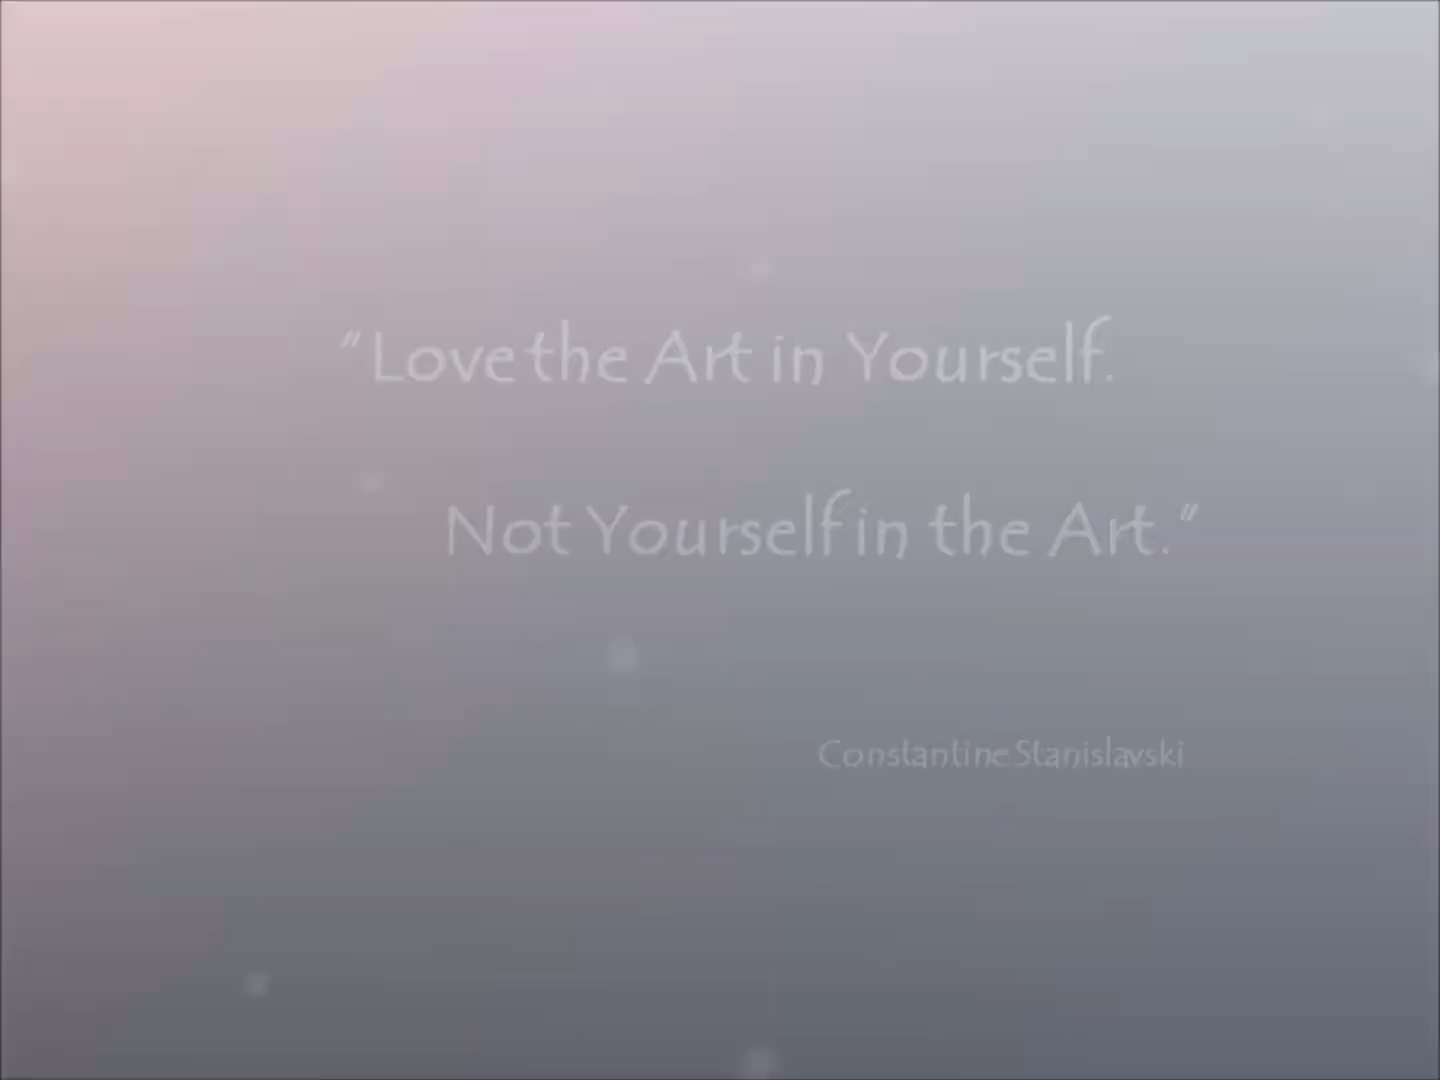 "Love the Art in Yourself.
Not Yourself in the Art."
Constantine Stanislavski